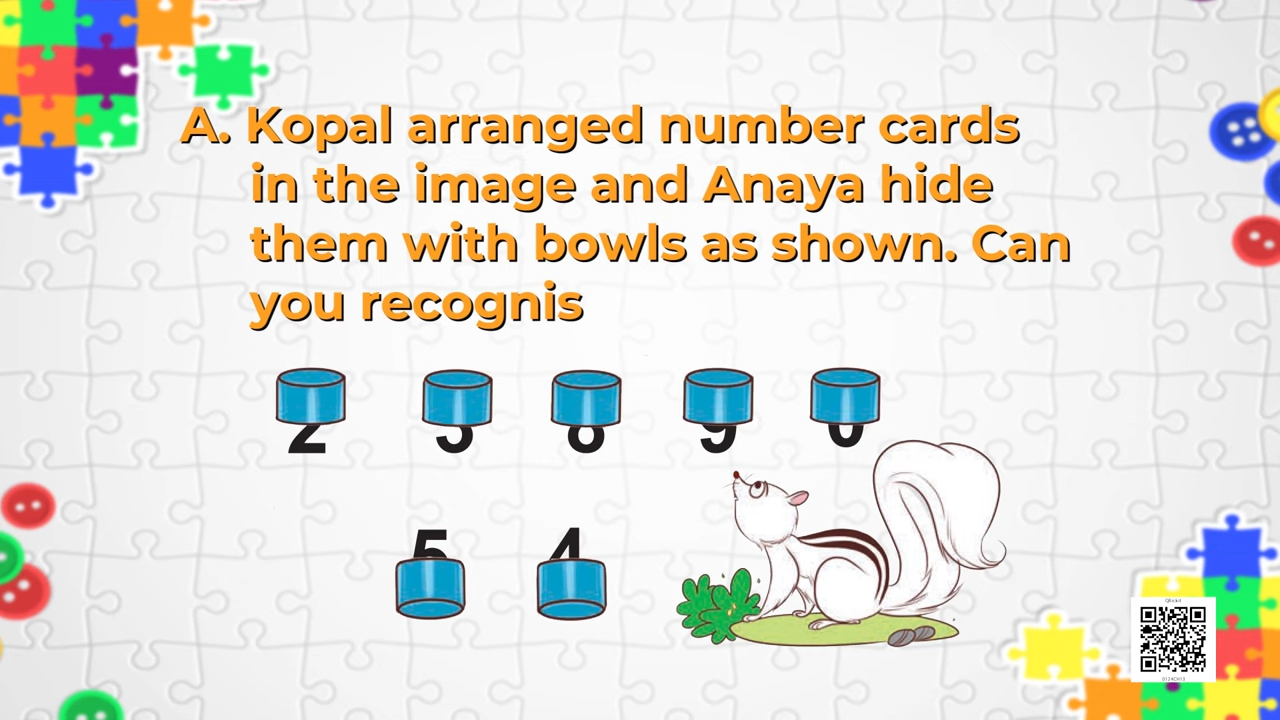 A. Kopal arranged number cards
in the image and Anaya hide
them with bowls as shown. Can
you recognis
2
5 4